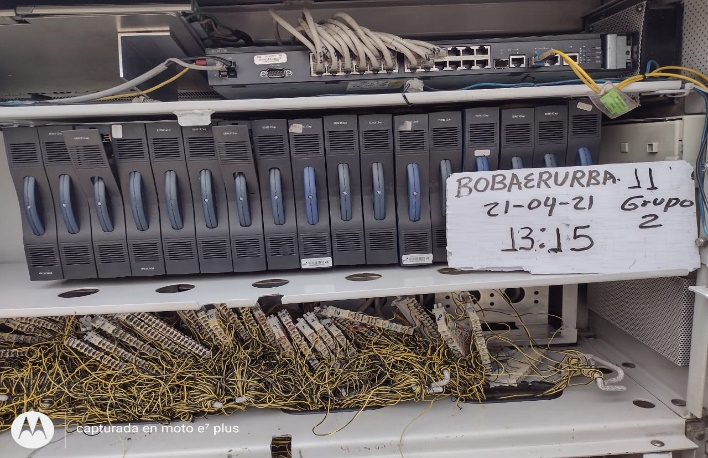 BOBAERURBA. 11
21-04-21 Grupo
2
13:15
capturada en moto e⁷ plus